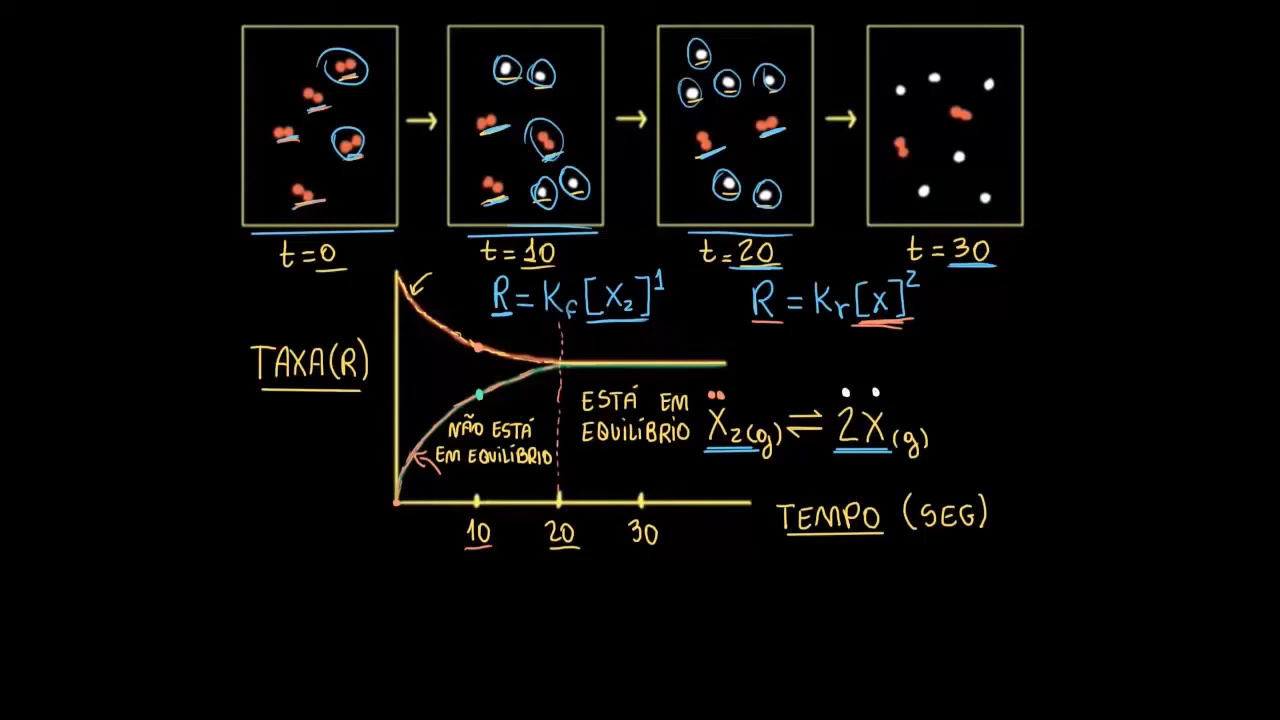 t=0
t=10
t=20
t=30
R=Kf[X2]¹
R=Kr[x]²
TAXA(R)
NÃO ESTÁ
EM EQUILÍBRIO
ESTÁ EM
EQUILÍBRIO
X2(g) ⇌ 2X(g)
10
20
30
TEMPO (SEG)